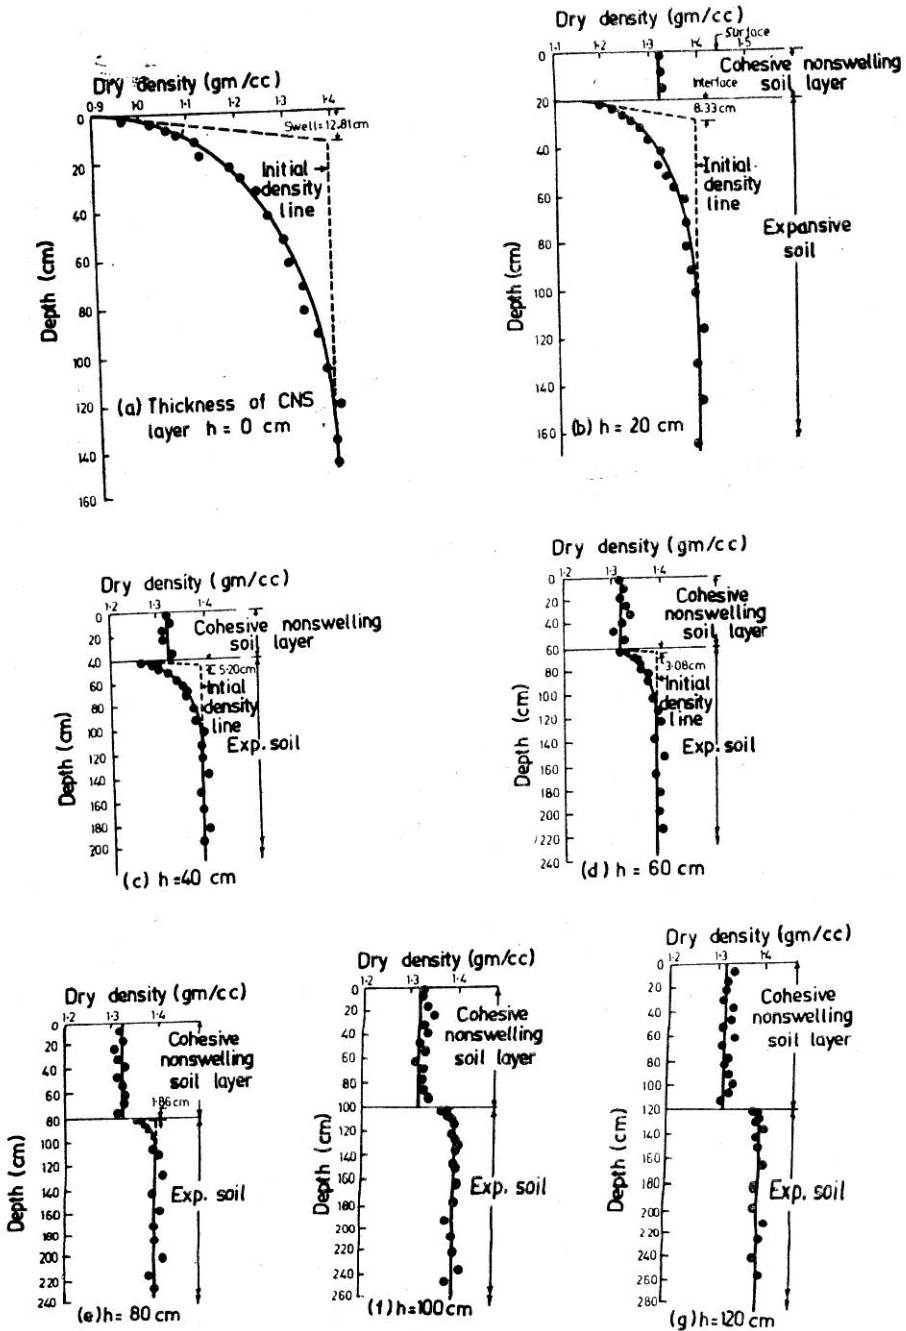 Dry density (gm/cc)
0·9 1·0 1·1 1·2 1·3 1·4
Swell=12.81cm
Initial
density
line
0
20
40
60
80
100
120
140
160
Depth (cm)
(a) Thickness of CNS
layer h = 0 cm
Dry density (gm/cc)
1·1 1·2 1·3 1·4 1·5
Surface
Cohesive nonswelling
soil layer
Interface
8.33cm
Initial
density
line
Expansive
soil
0
20
40
60
80
100
120
140
160
Depth (cm)
(b) h = 20 cm
Dry density (gm/cc)
1·2 1·3 1·4
Cohesive nonswelling
soil layer
5·20cm
Intial
density
line
Exp. soil
0
20
40
60
80
100
120
140
160
180
200
Depth (cm)
(c) h=40 cm
Dry density (gm/cc)
1·2 1·3 1·4
Cohesive
nonswelling
soil layer
3·08cm
Initial
density
line
Exp. soil
0
20
40
60
80
100
120
140
160
180
200
220
240
Depth (cm)
(d) h = 60 cm
Dry density (gm/cc)
1·2 1·3 1·4
Cohesive
nonswelling
soil layer
1·86 cm
Exp. soil
0
20
40
60
80
100
120
140
160
180
200
220
240
Depth (cm)
(e) h= 80 cm
Dry density (gm/cc)
1·2 1·3 1·4
Cohesive
nonswelling
soil layer
Exp. soil
0
20
40
60
80
100
120
140
160
180
200
220
240
260
Depth (cm)
(f) h=100cm
Dry density (gm/cc)
1·2 1·3 1·4
Cohesive
nonswelling
soil layer
Exp. soil
0
20
40
60
80
100
120
140
160
180
200
220
240
260
280
Depth (cm)
(g) h=120cm